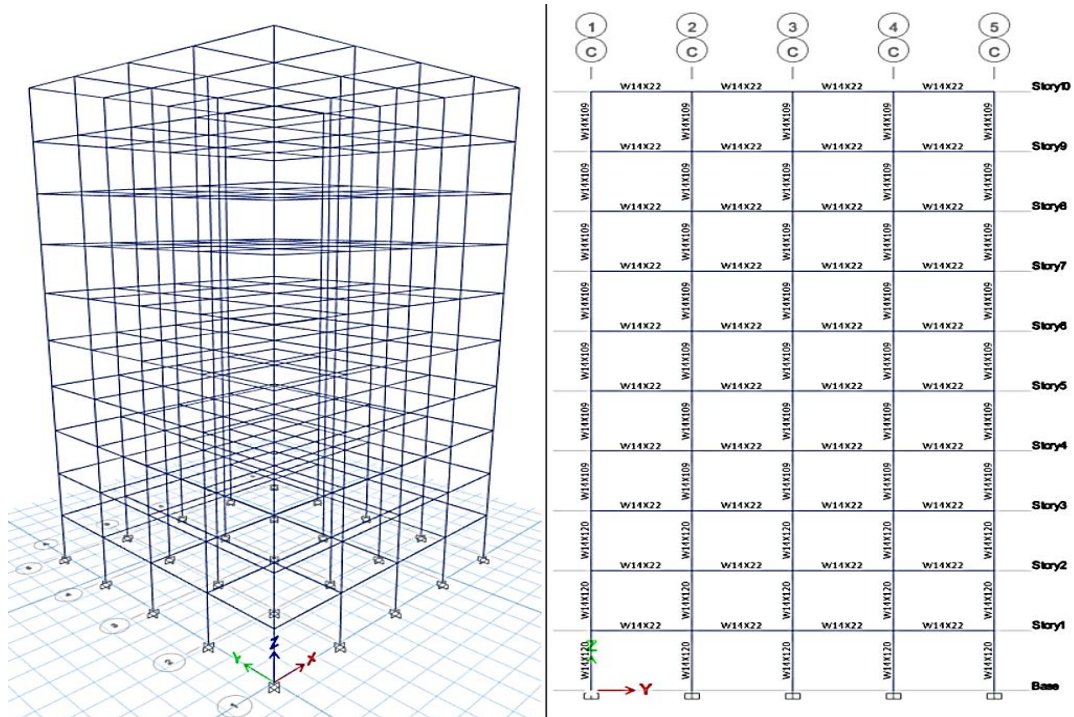 1 2 3 4 5
C C C C C
W14X22 W14X22 W14X22 W14X22 Story10
W14X109 W14X109 W14X109 W14X109 W14X109
W14X22 W14X22 W14X22 W14X22 Story9
W14X109 W14X109 W14X109 W14X109 W14X109
W14X22 W14X22 W14X22 W14X22 Story8
W14X109 W14X109 W14X109 W14X109 W14X109
W14X22 W14X22 W14X22 W14X22 Story7
W14X109 W14X109 W14X109 W14X109 W14X109
W14X22 W14X22 W14X22 W14X22 Story6
W14X109 W14X109 W14X109 W14X109 W14X109
W14X22 W14X22 W14X22 W14X22 Story5
W14X109 W14X109 W14X109 W14X109 W14X109
W14X22 W14X22 W14X22 W14X22 Story4
W14X109 W14X109 W14X109 W14X109 W14X109
W14X22 W14X22 W14X22 W14X22 Story3
W14X120 W14X120 W14X120 W14X120 W14X120
W14X22 W14X22 W14X22 W14X22 Story2
W14X120 W14X120 W14X120 W14X120 W14X120
W14X22 W14X22 W14X22 W14X22 Story1
W14X120 W14X120 W14X120 W14X120 W14X120
Z
Y Base
Z
Y X